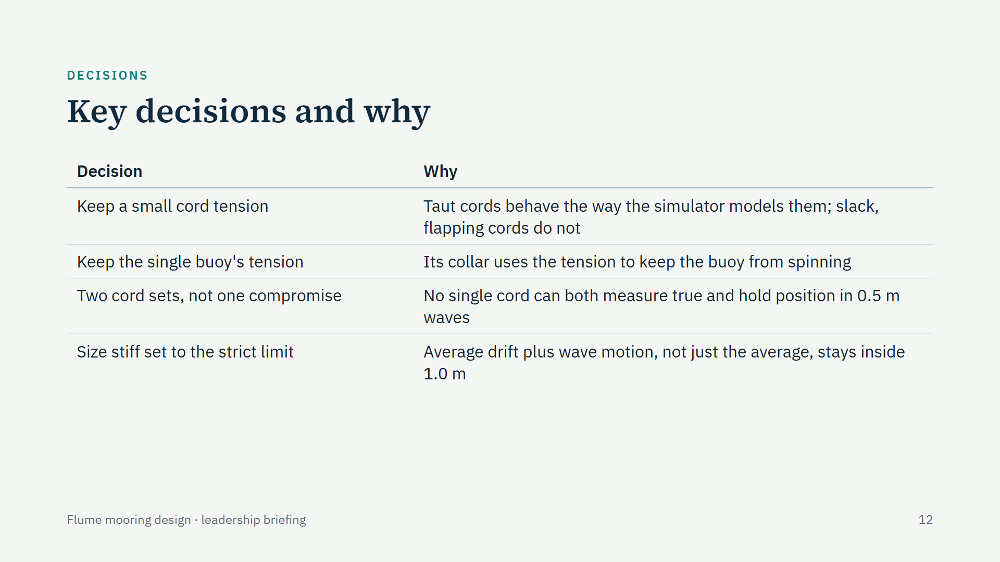 DECISIONS
Key decisions and why
Decision Why
Keep a small cord tension Taut cords behave the way the simulator models them; slack,
flapping cords do not
Keep the single buoy's tension Its collar uses the tension to keep the buoy from spinning
Two cord sets, not one compromise No single cord can both measure true and hold position in 0.5 m
waves
Size stiff set to the strict limit Average drift plus wave motion, not just the average, stays inside
1.0 m
Flume mooring design · leadership briefing 12